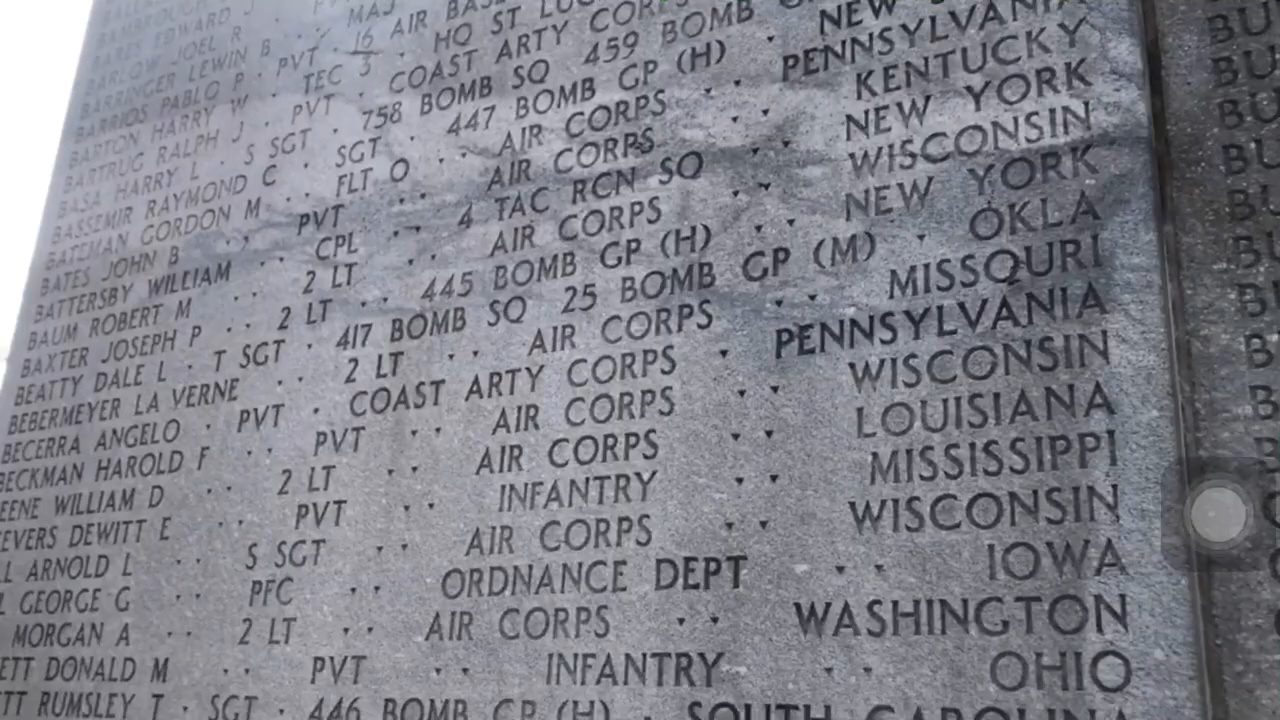 BARES EDWARD J
BARLOW JOEL R
BARRINGER LEWIN B · · MAJ
BARRIOS PABLO P · PVT · 16 AIR BAS
BARTON HARRY W · TEC 3 · HQ ST
BARTRUG RALPH J · PVT · COAST ARTY CORPS
BASA HARRY L · S SGT · 758 BOMB SQ 459 BOMB
BASSEMIR RAYMOND C · SGT · 447 BOMB GP (H) · NEW
BATEMAN GORDON M · · FLT O · · AIR CORPS · · PENNSYLVANIA
BATES JOHN B · · PVT · · AIR CORPS · · KENTUCKY
BATTERSBY WILLIAM · · CPL · · 4 TAC RCN SQ · · NEW YORK
BAUM ROBERT M · · 2 LT · · AIR CORPS · · WISCONSIN
BAXTER JOSEPH P · · 2 LT · · 445 BOMB GP (H) · · NEW YORK
BEATTY DALE L · T SGT · 417 BOMB SQ 25 BOMB GP (M) · OKLA
BEBERMEYER LA VERNE · · 2 LT · · AIR CORPS · · MISSOURI
BECERRA ANGELO · PVT · COAST ARTY CORPS · PENNSYLVANIA
BECKMAN HAROLD F · · PVT · · AIR CORPS · · WISCONSIN
EENE WILLIAM D · · 2 LT · · AIR CORPS · · LOUISIANA
EVERS DEWITT E · · PVT · · INFANTRY · · MISSISSIPPI
L ARNOLD L · · S SGT · · AIR CORPS · · WISCONSIN
L GEORGE G · · PFC · · ORDNANCE DEPT · · IOWA
MORGAN A · · 2 LT · · AIR CORPS · · WASHINGTON
ETT DONALD M · · PVT · · INFANTRY · · OHIO
TT RUMSLEY T · SGT · 446 BOMB GP (H) · SOUTH CAROLINA